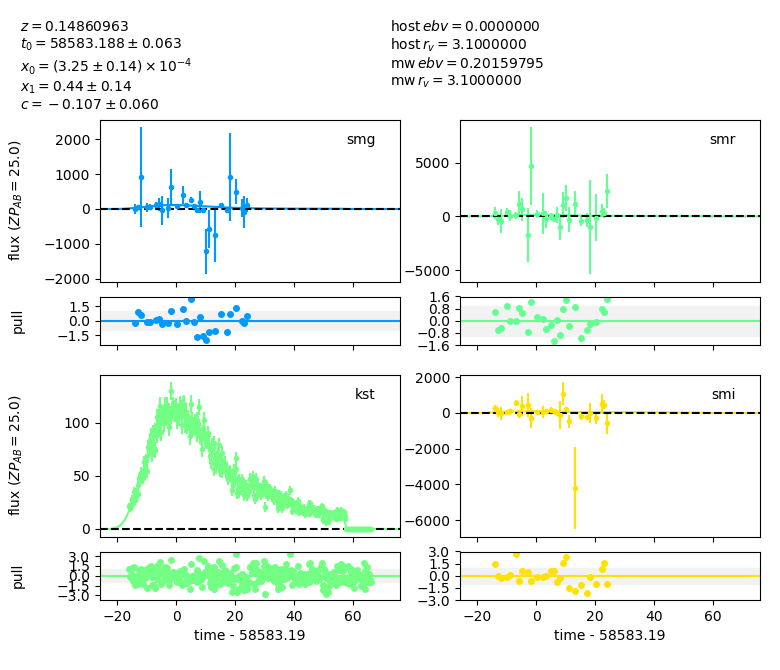 z = 0.14860963
t₀ = 58583.188 ± 0.063
x₀ = (3.25 ± 0.14) × 10⁻⁴
x₁ = 0.44 ± 0.14
c = −0.107 ± 0.060
host ebv = 0.0000000
host r_v = 3.1000000
mw ebv = 0.20159795
mw r_v = 3.1000000
flux (ZP_AB = 25.0)
2000
1000
0
−1000
−2000
smg
5000
0
−5000
smr
pull
1.5
0.0
−1.5
1.6
0.8
0.0
−0.8
−1.6
flux (ZP_AB = 25.0)
100
50
0
kst
2000
0
−2000
−4000
−6000
smi
pull
3.0
1.5
0.0
−1.5
−3.0
−20 0 20 40 60
time - 58583.19
3.0
1.5
0.0
−1.5
−3.0
−20 0 20 40 60
time - 58583.19